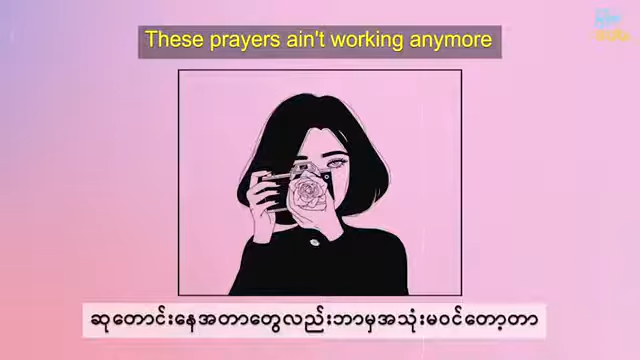 These prayers ain't working anymore
ဆုတောင်းနေအတာတွေလည်းဘာမှအသုံးမဝင်တော့တာ